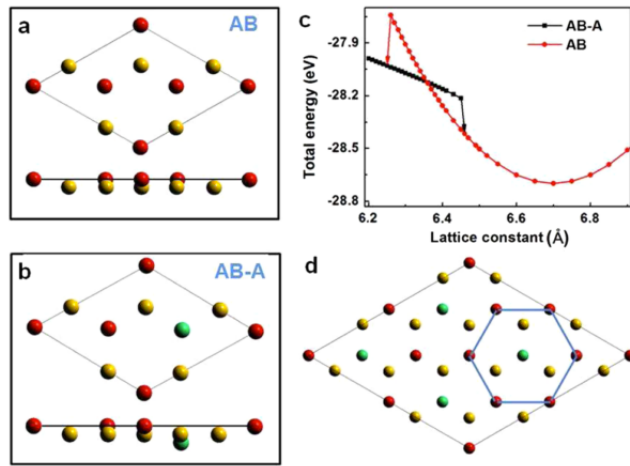 a
AB
b
AB-A
c
Total energy (eV)
-27.9
-28.2
-28.5
-28.8
AB-A
AB
6.2
6.4
6.6
6.8
Lattice constant (Å)
d